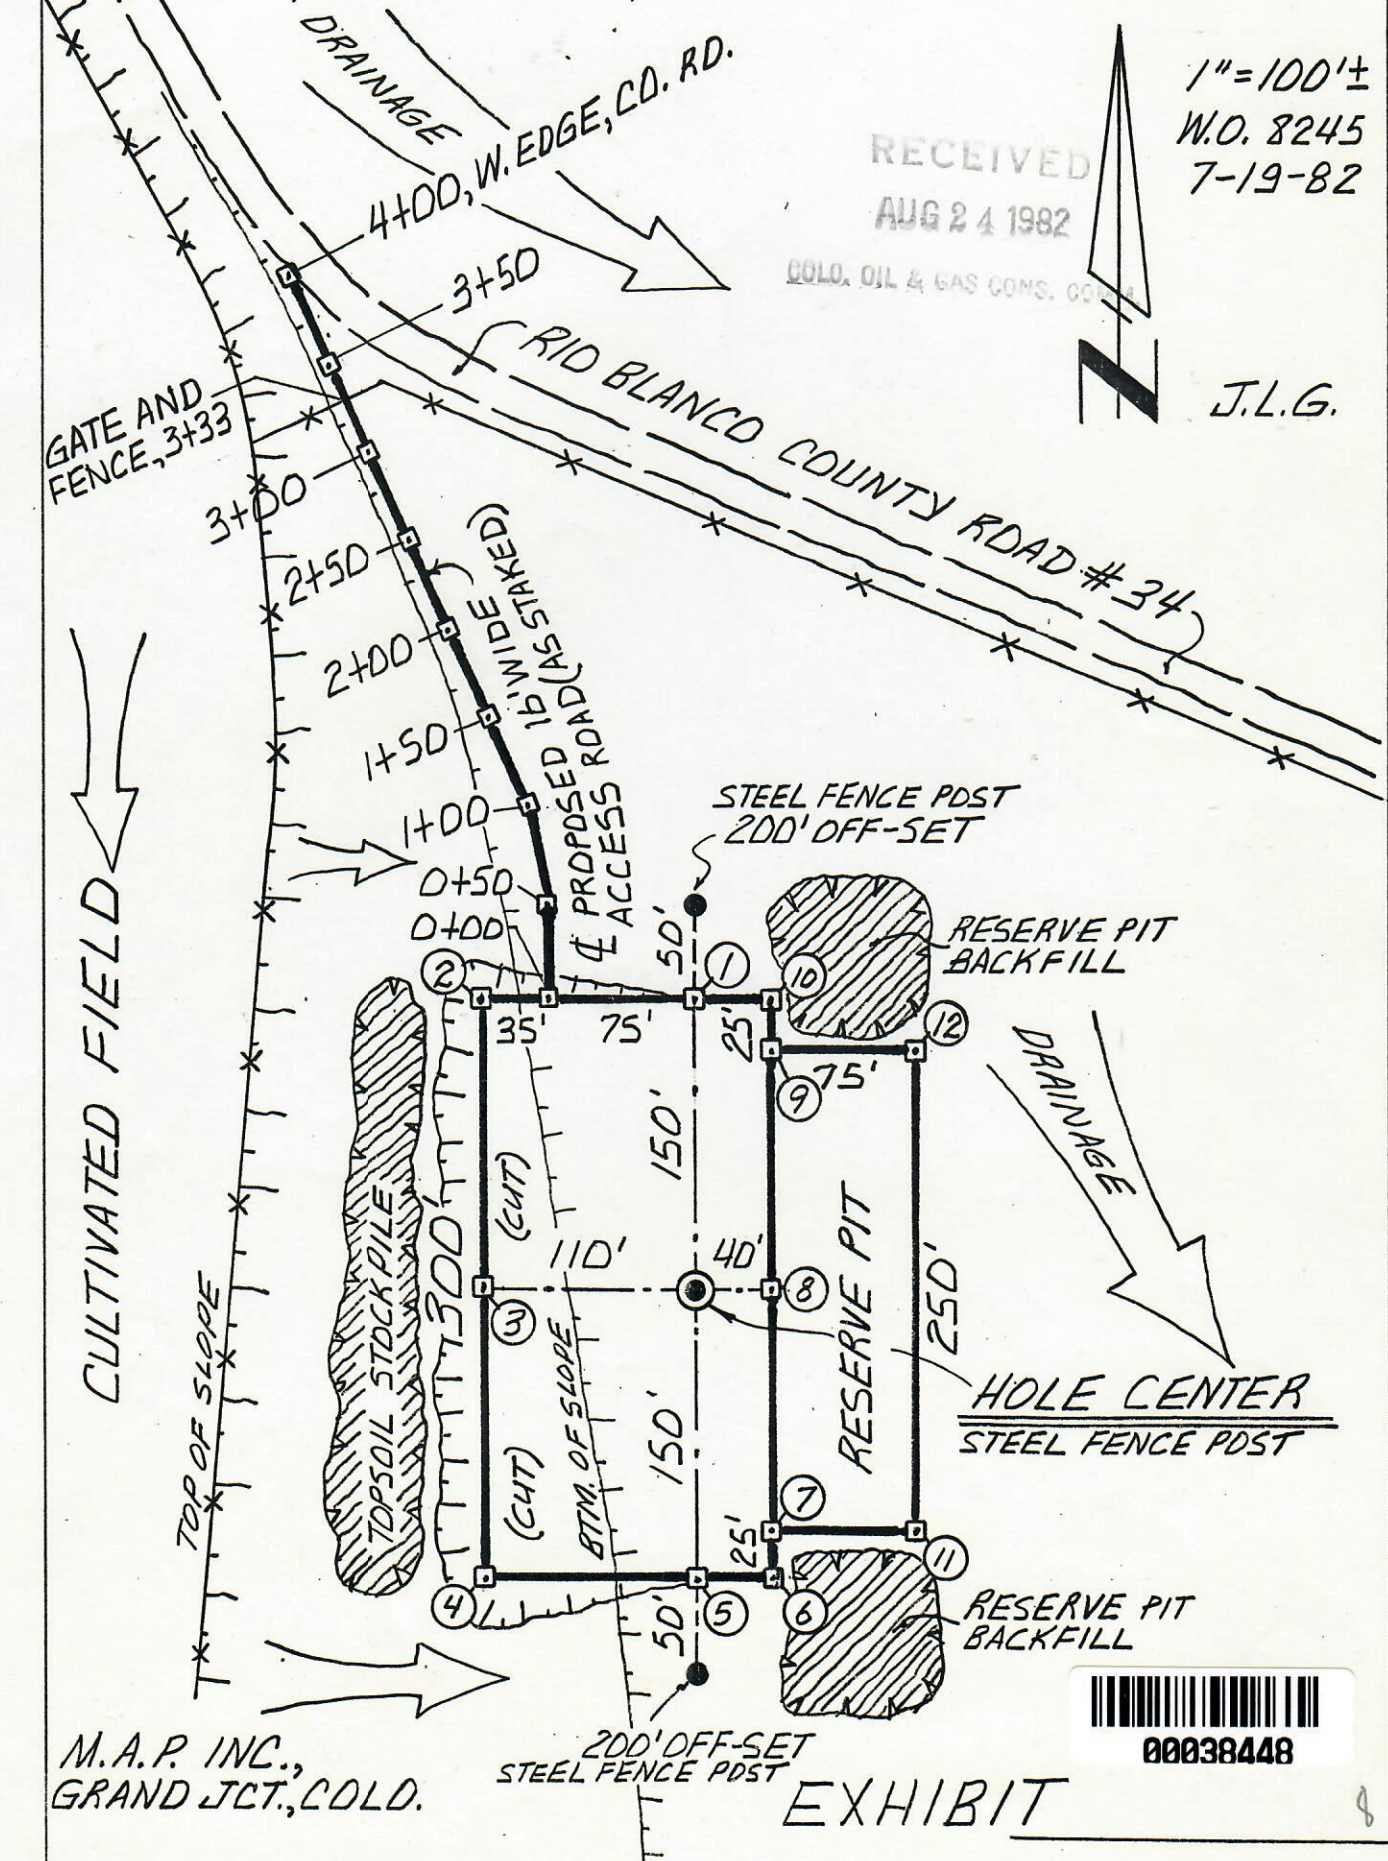 DRAINAGE
4+00, W. EDGE, CO. RD.
1"=100'±
W.O. 8245
7-19-82
RECEIVED
AUG 24 1982
COLO. OIL & GAS CONS. COMM.
3+50
RIO BLANCO COUNTY ROAD #34
N
J.L.G.
GATE AND
FENCE, 3+33
3+00
2+50
2+00
1+50
1+00
0+50
0+00
℄ PROPOSED 16' WIDE
ACCESS ROAD (AS STAKED)
STEEL FENCE POST
200' OFF-SET
50'
RESERVE PIT
BACKFILL
CULTIVATED FIELD
2
1
10
12
35'
75'
25'
9
75'
DRAINAGE
150'
(CUT)
TOPSOIL STOCKPILE
300'
110'
40'
3
8
RESERVE PIT
250'
TOP OF SLOPE
BTM. OF SLOPE
HOLE CENTER
STEEL FENCE POST
(CUT)
150'
7
25'
11
4
5
6
50'
RESERVE PIT
BACKFILL
M.A.P. INC.,
GRAND JCT., COLO.
200' OFF-SET
STEEL FENCE POST
00038448
EXHIBIT
8